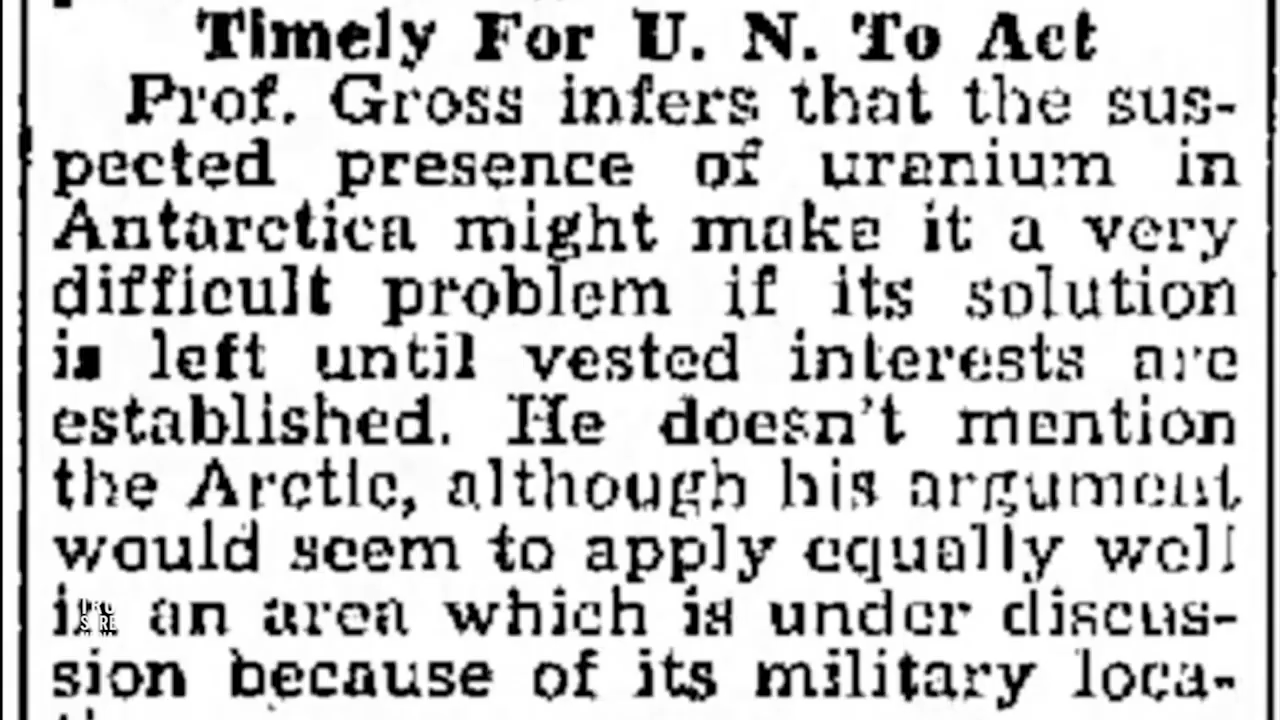 Timely For U. N. To Act
Prof. Gross infers that the sus-
pected presence of uranium in
Antarctica might make it a very
difficult problem if its solution
is left until vested interests are
established. He doesn't mention
the Arctic, although his argument
would seem to apply equally well
in an area which is under discus-
sion because of its military loca-